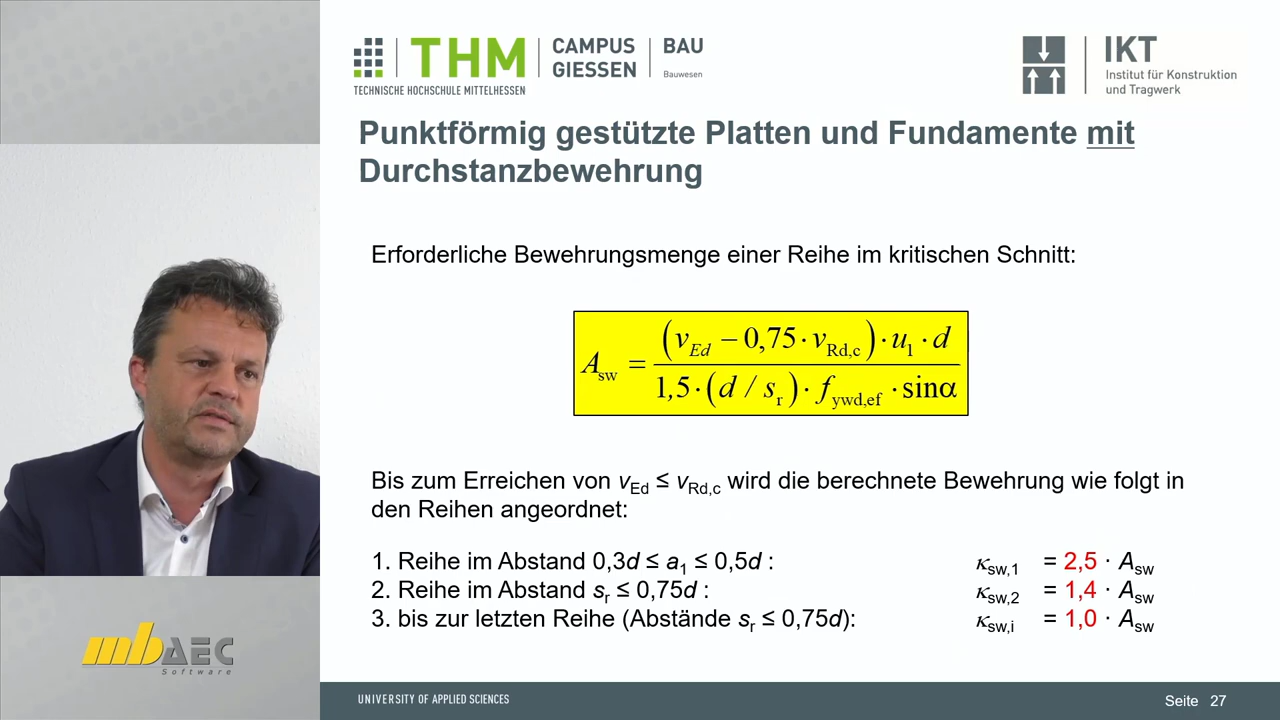 THM
CAMPUS
GIESSEN
BAU
Bauwesen
TECHNISCHE HOCHSCHULE MITTELHESSEN
IKT
Institut für Konstruktion
und Tragwerk
Punktförmig gestützte Platten und Fundamente mit
Durchstanzbewehrung
Erforderliche Bewehrungsmenge einer Reihe im kritischen Schnitt:
A_sw = (v_Ed − 0,75 · v_Rd,c) · u_1 · d / 1,5 · (d / s_r) · f_ywd,ef · sinα
Bis zum Erreichen von v_Ed ≤ v_Rd,c wird die berechnete Bewehrung wie folgt in
den Reihen angeordnet:
1. Reihe im Abstand 0,3d ≤ a_1 ≤ 0,5d : κ_sw,1 = 2,5 · A_sw
2. Reihe im Abstand s_r ≤ 0,75d : κ_sw,2 = 1,4 · A_sw
3. bis zur letzten Reihe (Abstände s_r ≤ 0,75d): κ_sw,i = 1,0 · A_sw
mb AEC
Software
UNIVERSITY OF APPLIED SCIENCES
Seite 27